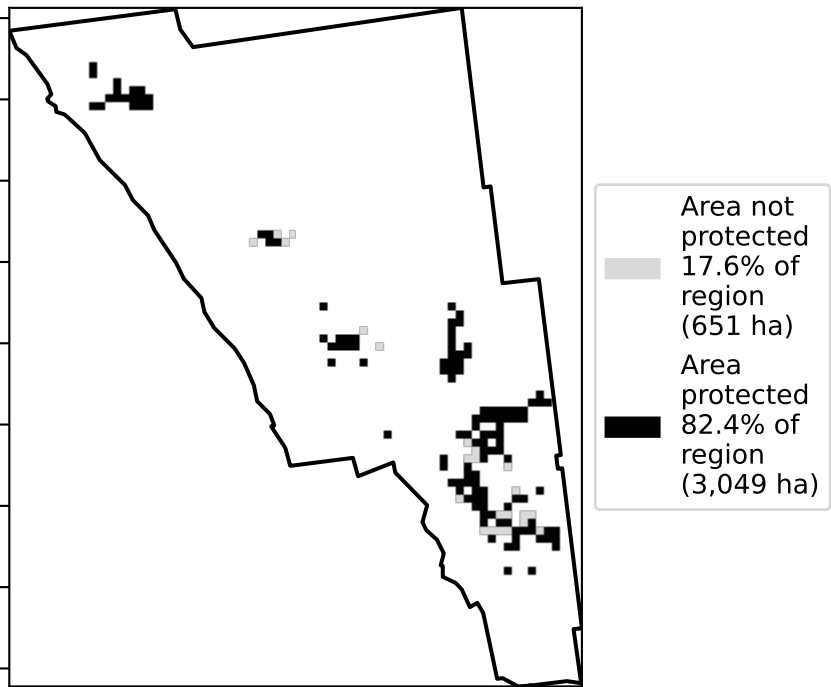 Area not
protected
17.6% of
region
(651 ha)
Area
protected
82.4% of
region
(3,049 ha)